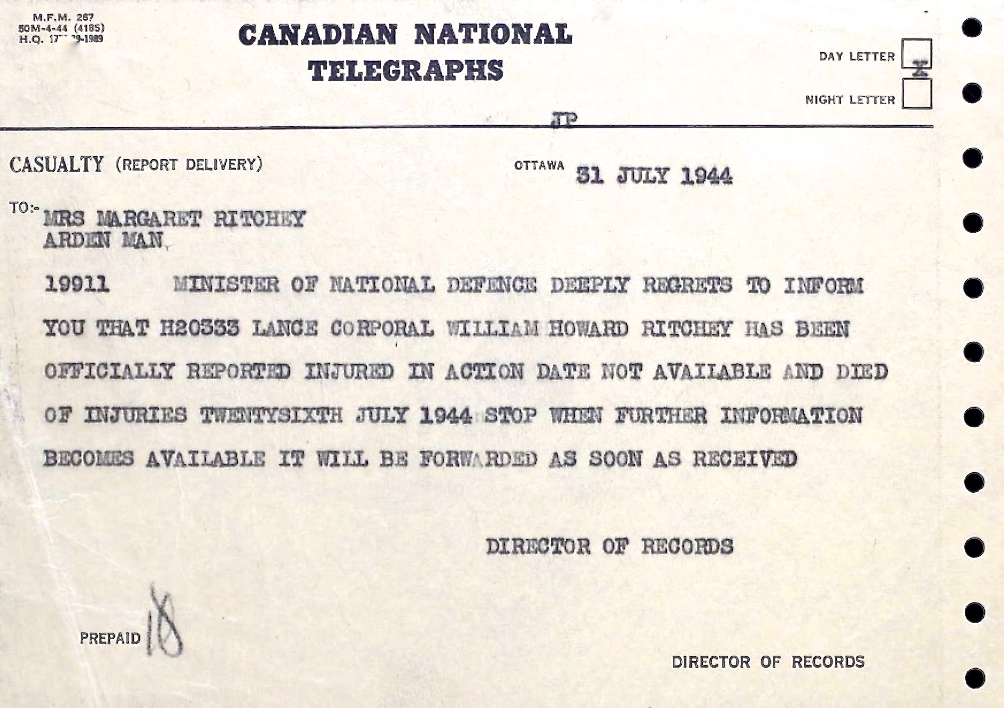 M.F.M. 267
50M-4-44 (4185)
H.Q.
CANADIAN NATIONAL
TELEGRAPHS
DAY LETTER X
NIGHT LETTER
JP
CASUALTY (REPORT DELIVERY)
OTTAWA 31 JULY 1944
TO:- MRS MARGARET RITCHEY
ARDEN MAN.
19911 MINISTER OF NATIONAL DEFENCE DEEPLY REGRETS TO INFORM
YOU THAT H20333 LANCE CORPORAL WILLIAM HOWARD RITCHEY HAS BEEN
OFFICIALLY REPORTED INJURED IN ACTION DATE NOT AVAILABLE AND DIED
OF INJURIES TWENTYSIXTH JULY 1944 STOP WHEN FURTHER INFORMATION
BECOMES AVAILABLE IT WILL BE FORWARDED AS SOON AS RECEIVED
DIRECTOR OF RECORDS
PREPAID 18
DIRECTOR OF RECORDS